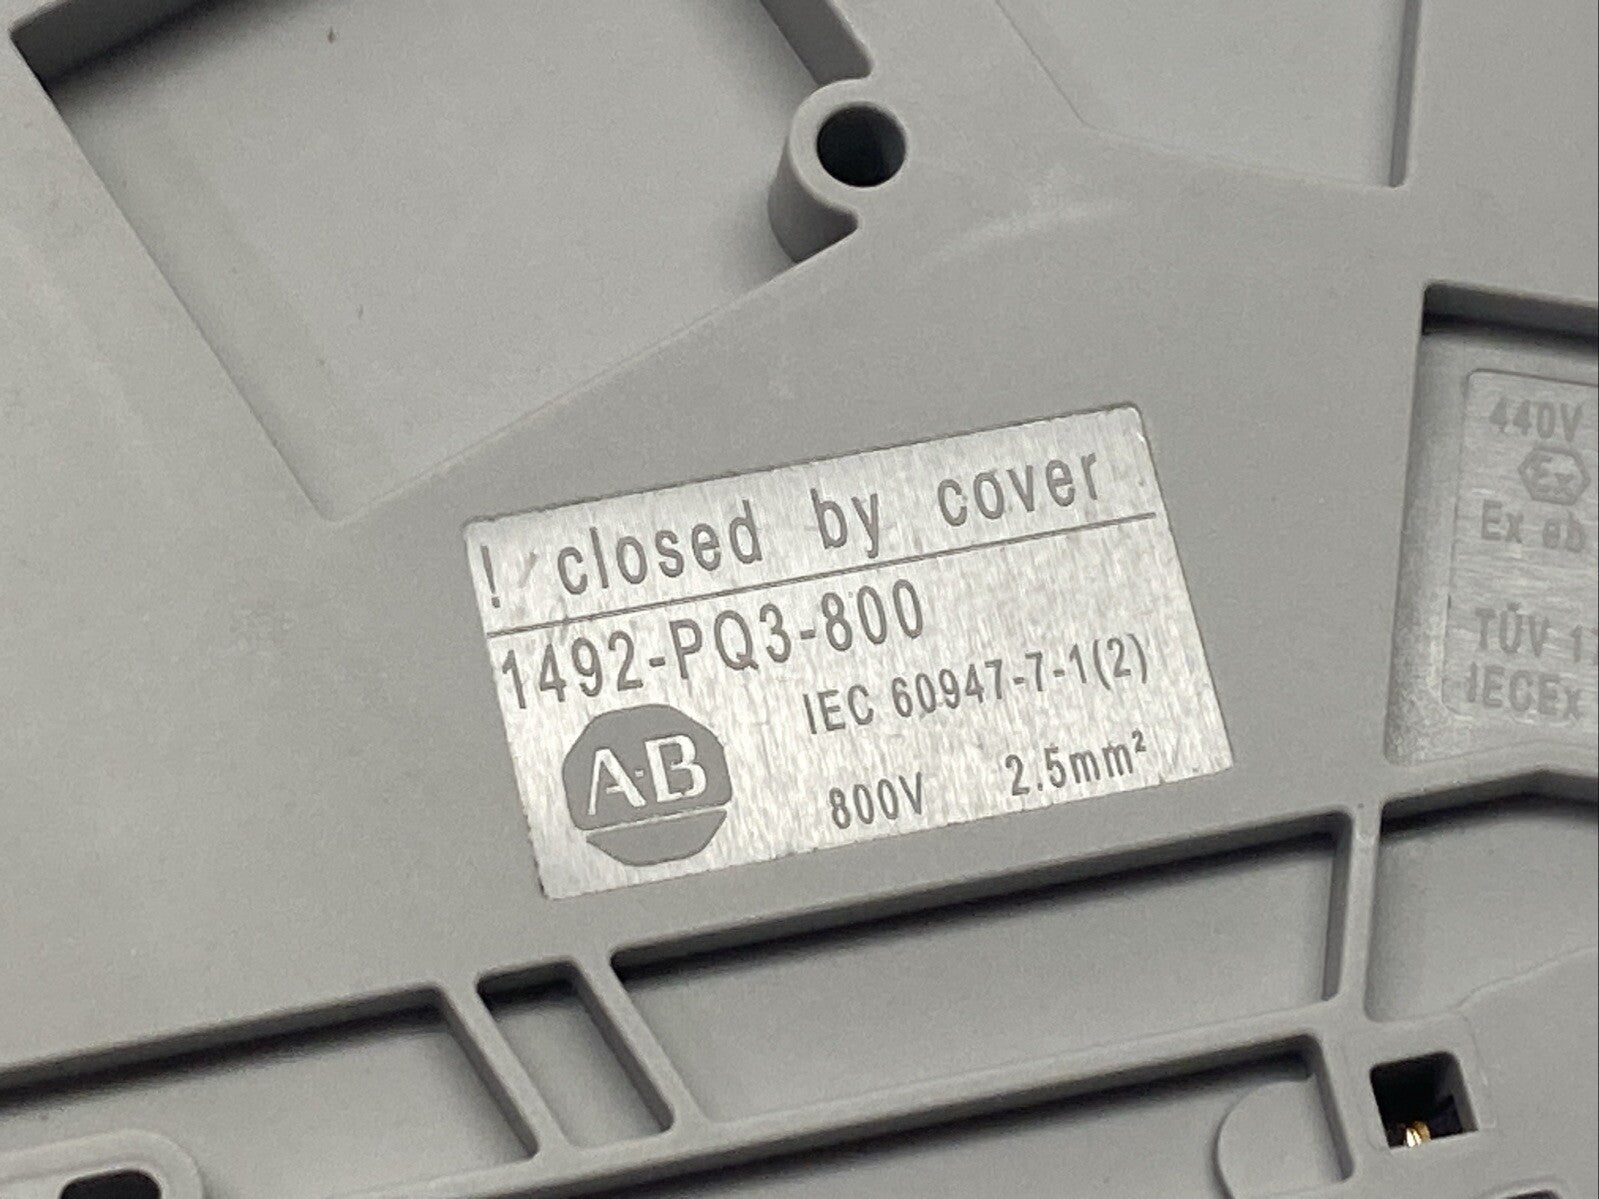 ! closed by cover
1492-PQ3-800
IEC 60947-7-1(2)
A-B
800V 2.5mm²
440V
Ex
Ex eb
TÜV 17
IECEx